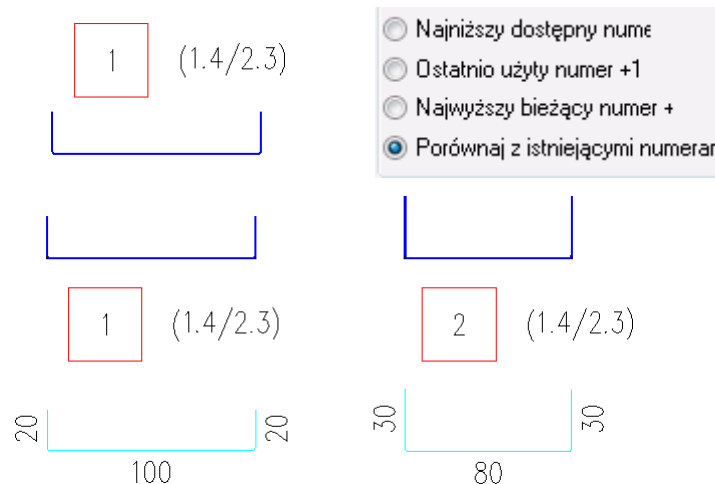 1 (1.4/2.3)
Najniższy dostępny nume
Ostatnio użyty numer +1
Najwyższy bieżący numer +
Porównaj z istniejącymi numerar
1 (1.4/2.3)
2 (1.4/2.3)
20 20
100
30 30
80